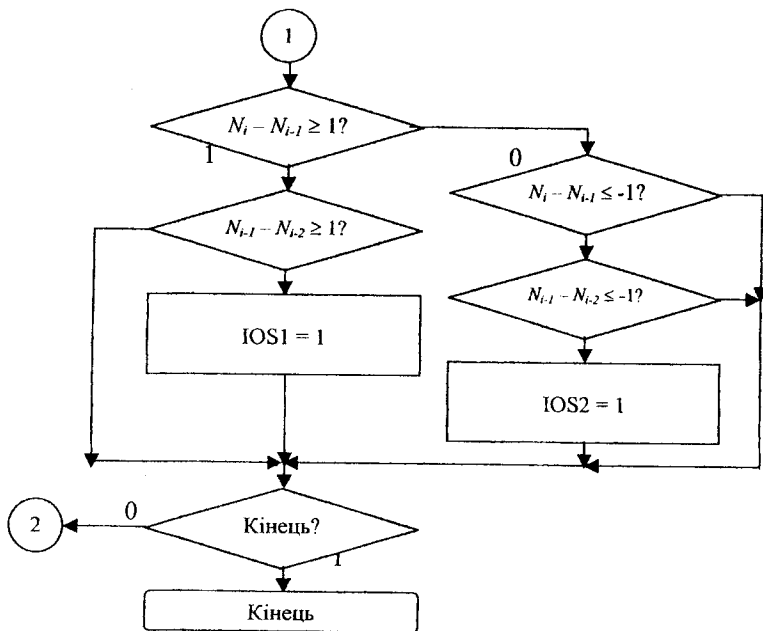 1
Nᵢ – Nᵢ₋₁ ≥ 1?
1
0
Nᵢ – Nᵢ₋₁ ≤ -1?
Nᵢ₋₁ – Nᵢ₋₂ ≥ 1?
Nᵢ₋₁ – Nᵢ₋₂ ≤ -1?
IOS1 = 1
IOS2 = 1
2
0
Кінець?
1
Кінець